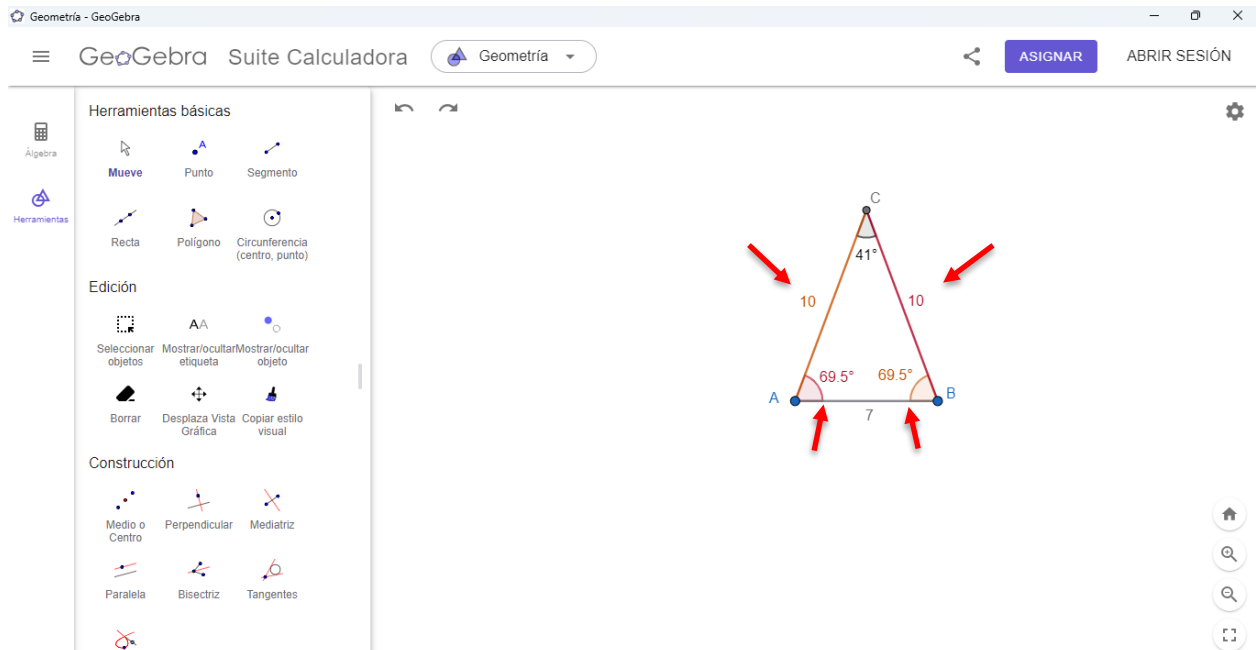 Geometría - GeoGebra
GeoGebra Suite Calculadora
Geometría
ASIGNAR
ABRIR SESIÓN
Álgebra
Herramientas
Herramientas básicas
Mueve
Punto
Segmento
Recta
Polígono
Circunferencia
(centro, punto)
Edición
Seleccionar
objetos
AA
Mostrar/ocultar
etiqueta
Mostrar/ocultar
objeto
Borrar
Desplaza Vista
Gráfica
Copiar estilo
visual
Construcción
Medio o
Centro
Perpendicular
Mediatriz
Paralela
Bisectriz
Tangentes
A
C
41°
10
10
69.5°
69.5°
A
B
7